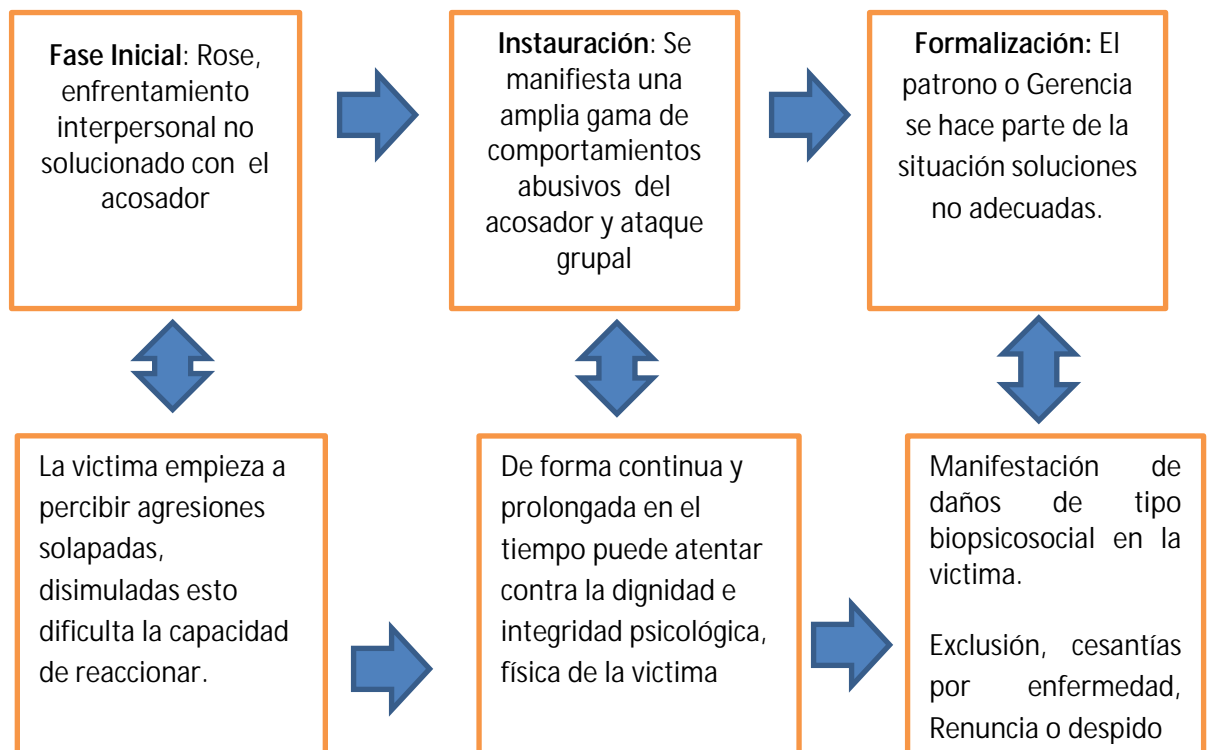 Fase Inicial: Rose,
enfrentamiento
interpersonal no
solucionado con el
acosador
Instauración: Se
manifiesta una
amplia gama de
comportamientos
abusivos del
acosador y ataque
grupal
Formalización: El
patrono o Gerencia
se hace parte de la
situación soluciones
no adecuadas.
La victima empieza a
percibir agresiones
solapadas,
disimuladas esto
dificulta la capacidad
de reaccionar.
De forma continua y
prolongada en el
tiempo puede atentar
contra la dignidad e
integridad psicológica,
física de la victima
Manifestación de
daños de tipo
biopsicosocial en la
victima.
Exclusión, cesantías
por enfermedad,
Renuncia o despido